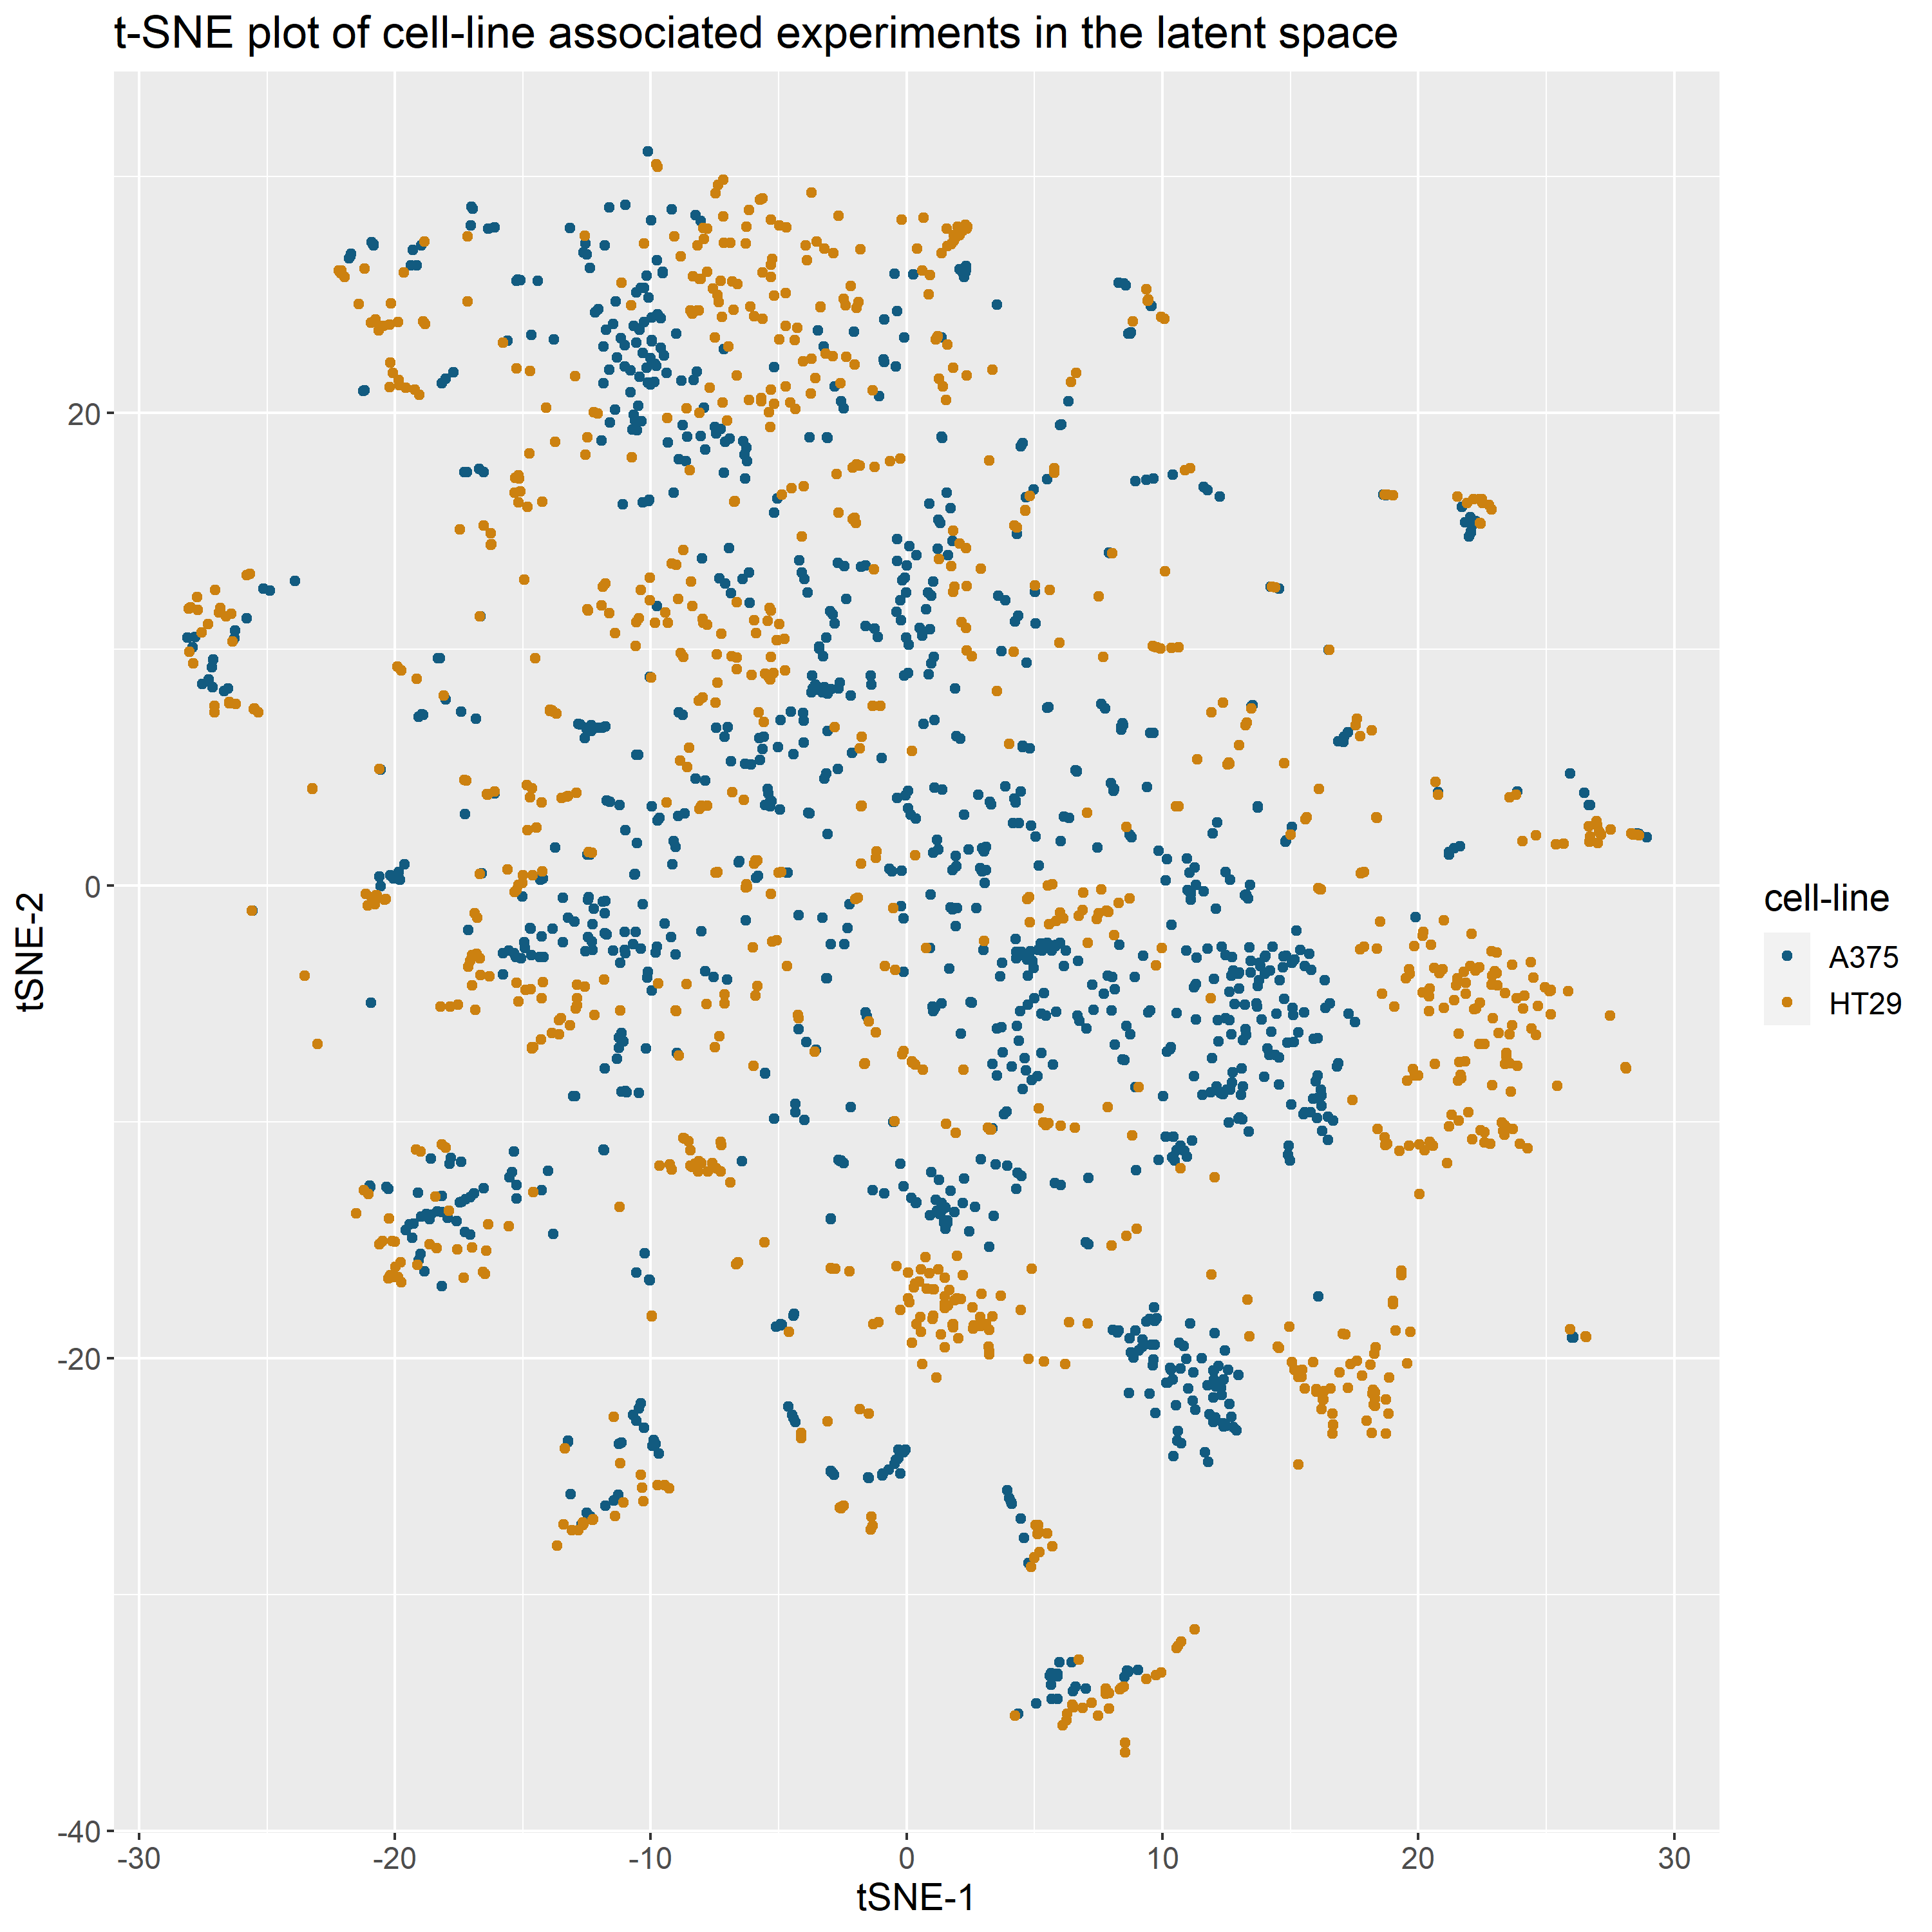 t-SNE plot of cell-line associated experiments in the latent space
20
0
-20
-40
tSNE-2
-30
-20
-10
0
10
20
30
tSNE-1
cell-line
A375
HT29